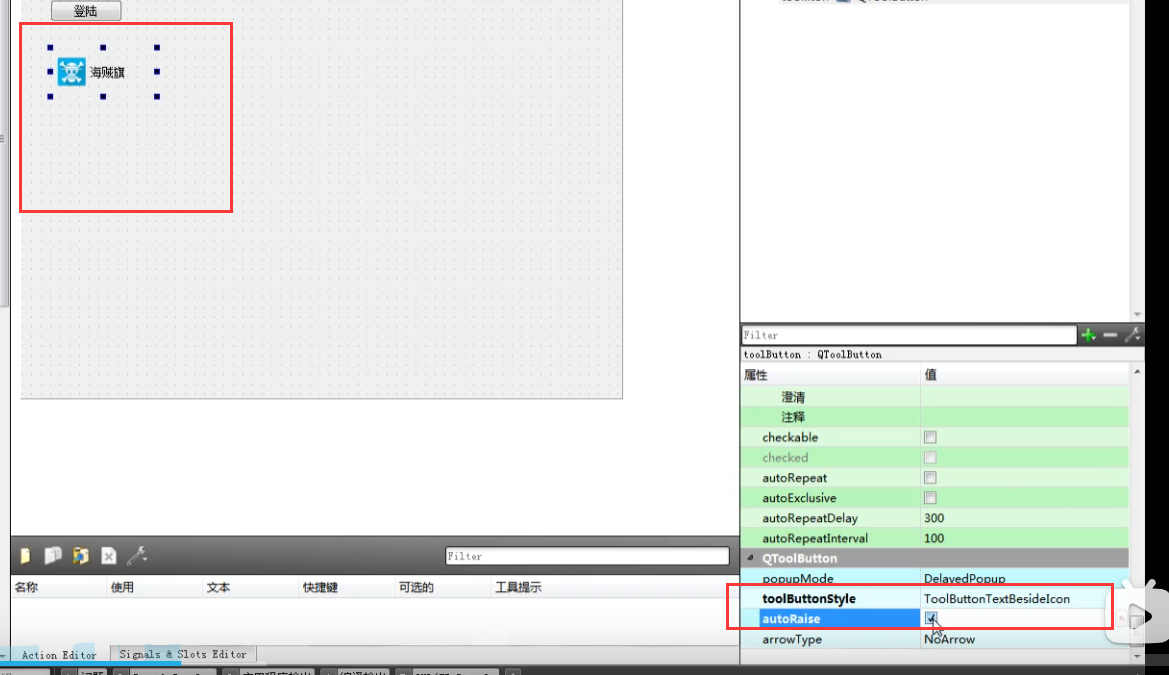 登陆
海贼旗
QToolButton
Filter
toolButton : QToolButton
属性 值
澄清
注释
checkable
checked
autoRepeat
autoExclusive
autoRepeatDelay 300
autoRepeatInterval 100
QToolButton
popupMode DelayedPopup
toolButtonStyle ToolButtonTextBesideIcon
autoRaise
arrowType NoArrow
Filter
名称 使用 文本 快捷键 可选的 工具提示
Action Editor Signals & Slots Editor